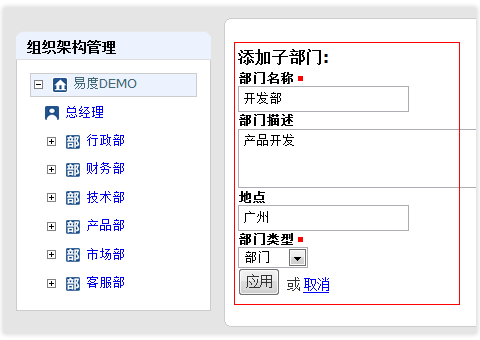 组织架构管理
易度DEMO
总经理
部 行政部
部 财务部
部 技术部
部 产品部
部 市场部
部 客服部
添加子部门:
部门名称
开发部
部门描述
产品开发
地点
广州
部门类型
部门
应用 或 取消